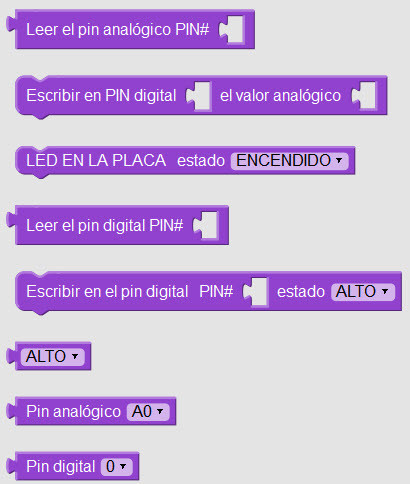 Leer el pin analógico PIN#
Escribir en PIN digital el valor analógico
LED EN LA PLACA estado ENCENDIDO
Leer el pin digital PIN#
Escribir en el pin digital PIN# estado ALTO
ALTO
Pin analógico A0
Pin digital 0